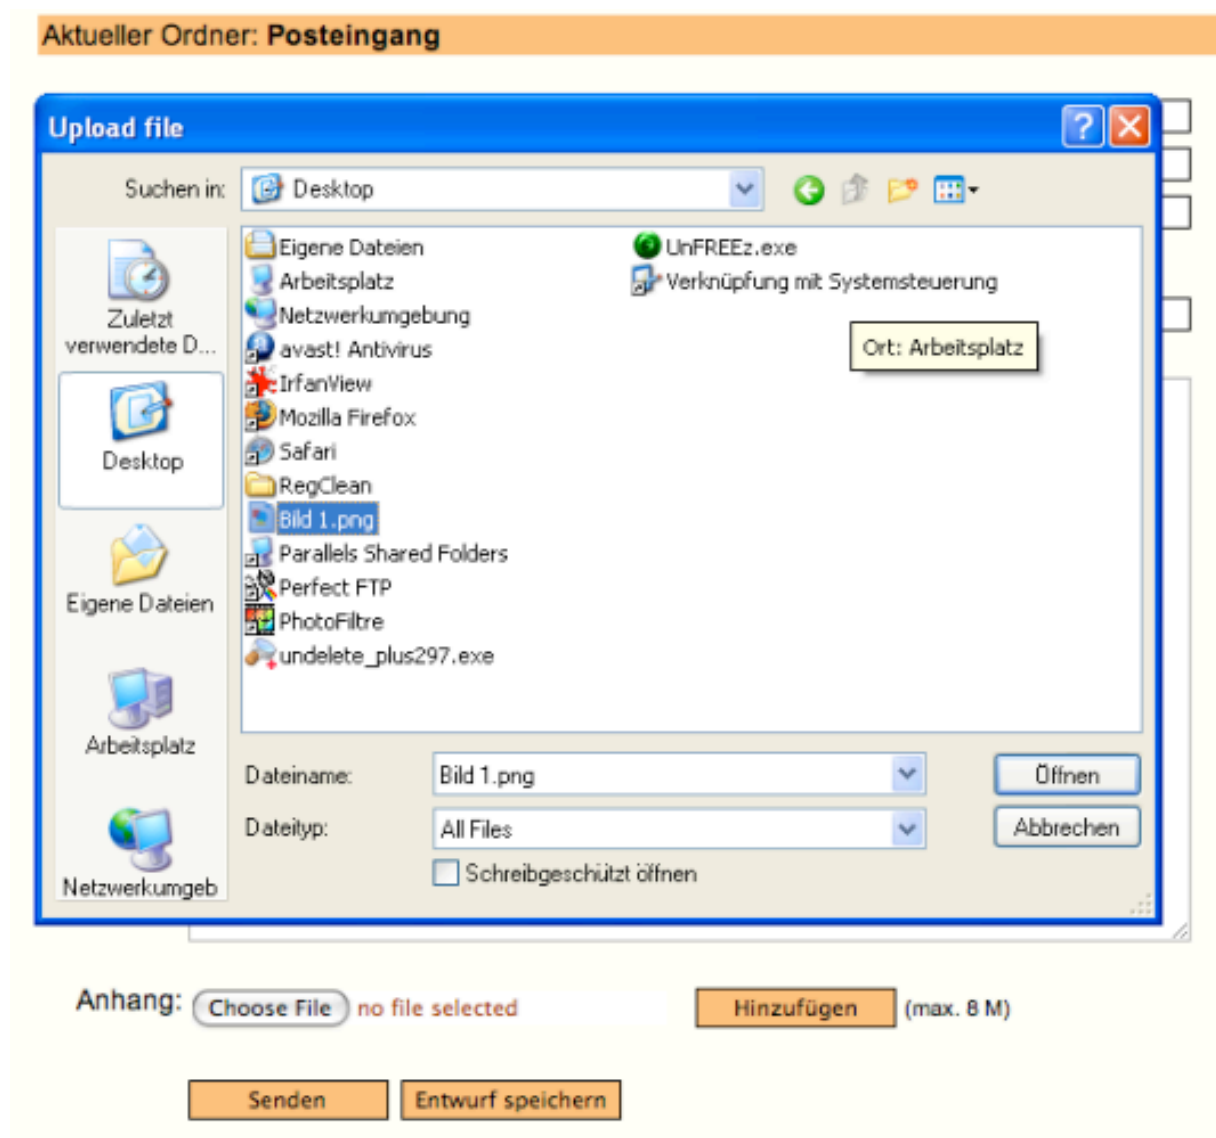 Aktueller Ordner: Posteingang
Upload file
?
Suchen in: Desktop
Zuletzt
verwendete D...
Desktop
Eigene Dateien
Arbeitsplatz
Netzwerkumgeb
Eigene Dateien
Arbeitsplatz
Netzwerkumgebung
avast! Antivirus
IrfanView
Mozilla Firefox
Safari
RegClean
Bild 1.png
Parallels Shared Folders
Perfect FTP
PhotoFiltre
undelete_plus297.exe
UnFREEz.exe
Verknüpfung mit Systemsteuerung
Ort: Arbeitsplatz
Dateiname: Bild 1.png Öffnen
Dateityp: All Files Abbrechen
Schreibgeschützt öffnen
Anhang: Choose File no file selected Hinzufügen (max. 8 M)
Senden Entwurf speichern